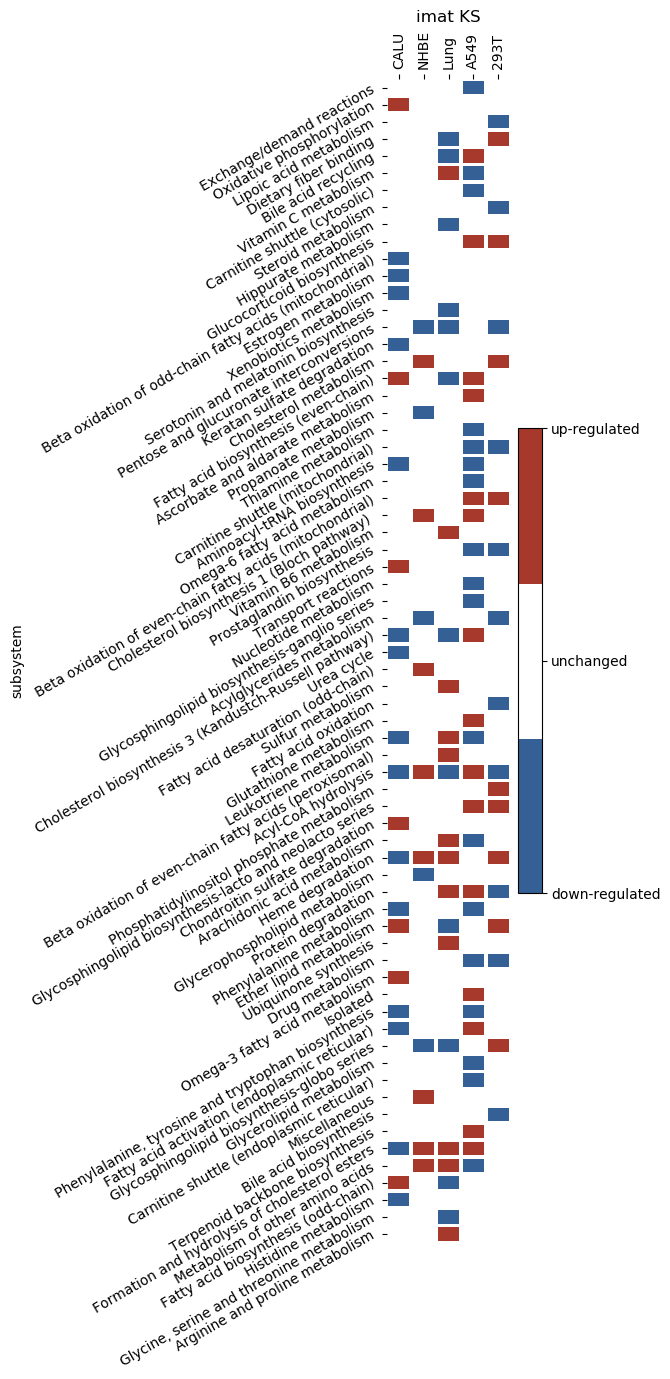 imat KS
CALU
NHBE
Lung
A549
293T
Exchange/demand reactions
Oxidative phosphorylation
Lipoic acid metabolism
Dietary fiber binding
Bile acid recycling
Vitamin C metabolism
Carnitine shuttle (cytosolic)
Steroid metabolism
Hippurate metabolism
Glucocorticoid biosynthesis
Beta oxidation of odd-chain fatty acids (mitochondrial)
Estrogen metabolism
Xenobiotics metabolism
Serotonin and melatonin biosynthesis
Pentose and glucuronate interconversions
Keratan sulfate degradation
Cholesterol metabolism
Fatty acid biosynthesis (even-chain)
Ascorbate and aldarate metabolism
Propanoate metabolism
Thiamine metabolism
Carnitine shuttle (mitochondrial)
Aminoacyl-tRNA biosynthesis
Omega-6 fatty acid metabolism
Beta oxidation of even-chain fatty acids (mitochondrial)
Cholesterol biosynthesis 1 (Bloch pathway)
Vitamin B6 metabolism
Prostaglandin biosynthesis
Transport reactions
Nucleotide metabolism
Glycosphingolipid biosynthesis-ganglio series
Acylglycerides metabolism
Cholesterol biosynthesis 3 (Kandustch-Russell pathway)
Urea cycle
Fatty acid desaturation (odd-chain)
Sulfur metabolism
Fatty acid oxidation
Glutathione metabolism
Leukotriene metabolism
Beta oxidation of even-chain fatty acids (peroxisomal)
Acyl-CoA hydrolysis
Phosphatidylinositol phosphate metabolism
Glycosphingolipid biosynthesis-lacto and neolacto series
Chondroitin sulfate degradation
Arachidonic acid metabolism
Heme degradation
Glycerophospholipid metabolism
Protein degradation
Phenylalanine metabolism
Ether lipid metabolism
Ubiquinone synthesis
Drug metabolism
Omega-3 fatty acid metabolism
Isolated
Phenylalanine, tyrosine and tryptophan biosynthesis
Fatty acid activation (endoplasmic reticular)
Glycosphingolipid biosynthesis-globo series
Glycerolipid metabolism
Carnitine shuttle (endoplasmic reticular)
Miscellaneous
Bile acid biosynthesis
Terpenoid backbone biosynthesis
Formation and hydrolysis of cholesterol esters
Metabolism of other amino acids
Fatty acid biosynthesis (odd-chain)
Histidine metabolism
Glycine, serine and threonine metabolism
Arginine and proline metabolism
subsystem
up-regulated
unchanged
down-regulated